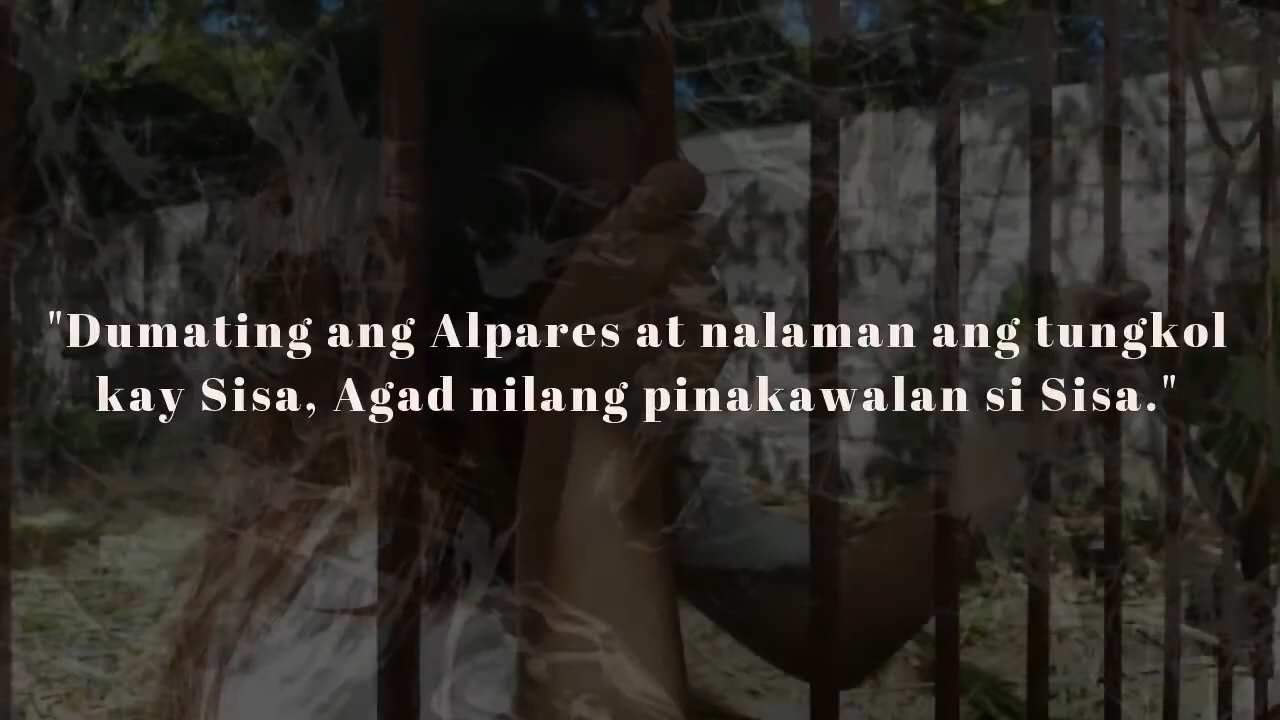 "Dumating ang Alpares at nalaman ang tungkol
kay Sisa, Agad nilang pinakawalan si Sisa."